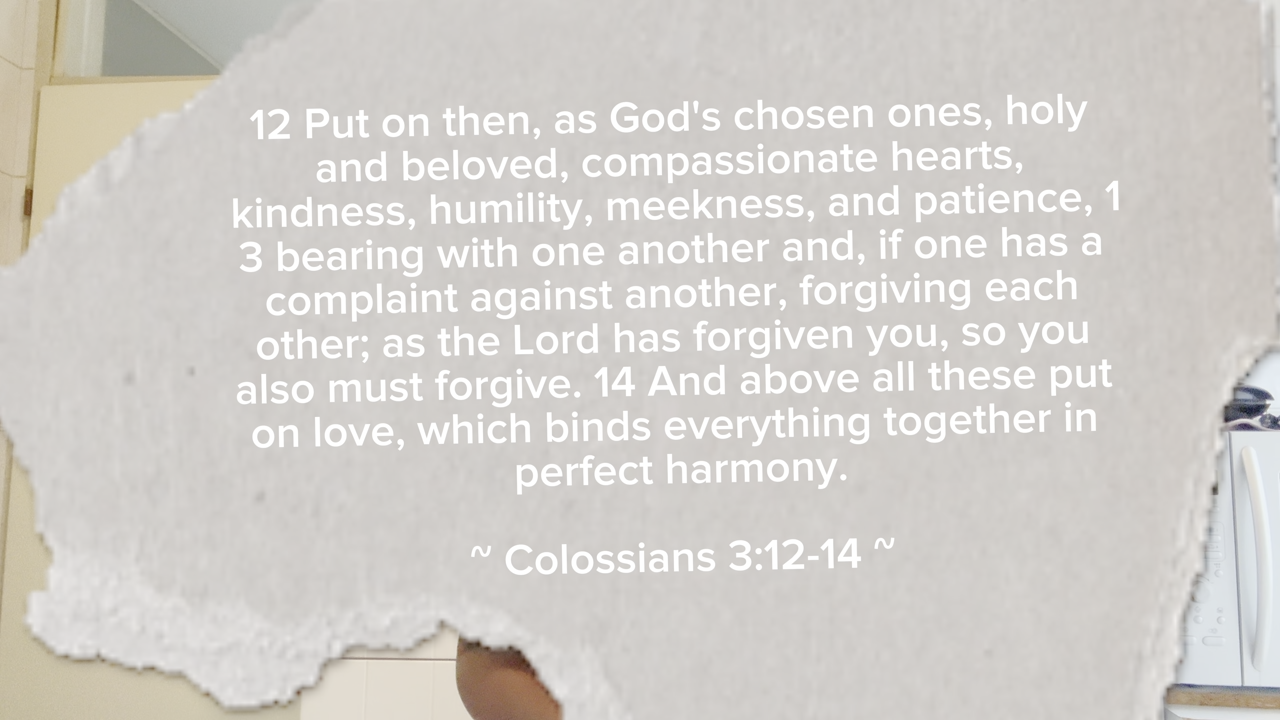 12 Put on then, as God's chosen ones, holy
and beloved, compassionate hearts,
kindness, humility, meekness, and patience, 1
3 bearing with one another and, if one has a
complaint against another, forgiving each
other; as the Lord has forgiven you, so you
also must forgive. 14 And above all these put
on love, which binds everything together in
perfect harmony.
~ Colossians 3:12-14 ~